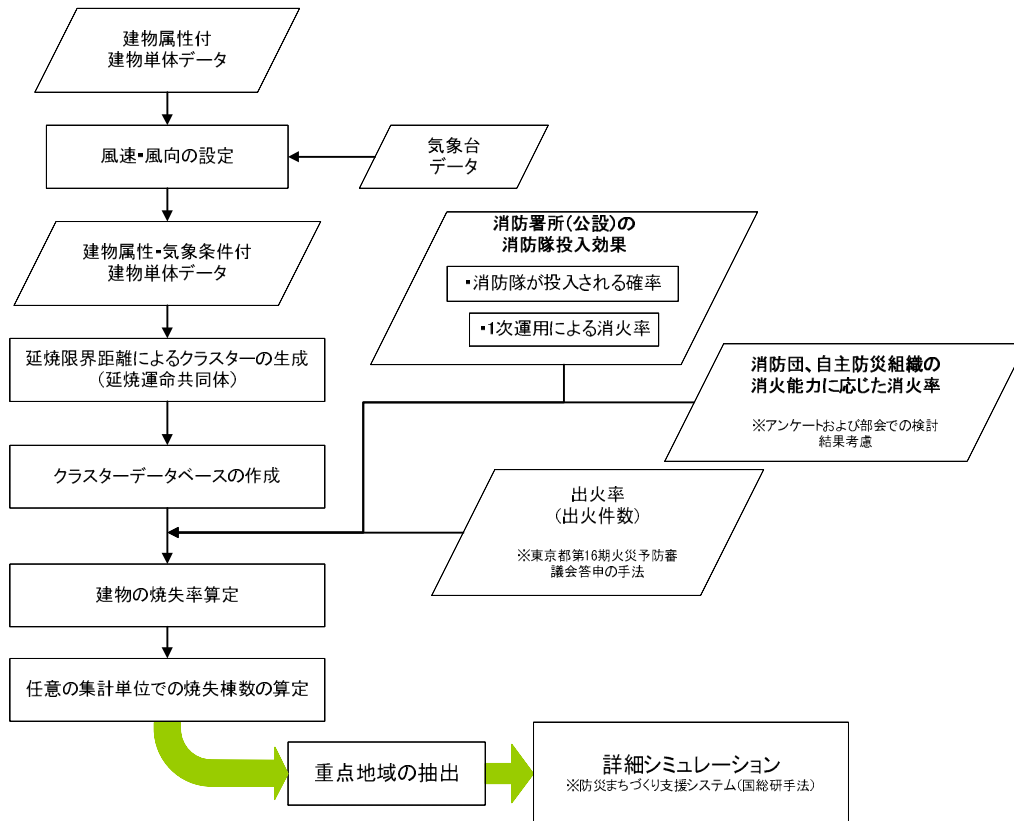 建物属性付
建物単体データ
風速・風向の設定
気象台
データ
建物属性・気象条件付
建物単体データ
消防署所(公設)の
消防隊投入効果
・消防隊が投入される確率
・1次運用による消火率
延焼限界距離によるクラスターの生成
(延焼運命共同体)
消防団、自主防災組織の
消火能力に応じた消火率
※アンケートおよび部会での検討
結果考慮
クラスターデータベースの作成
出火率
(出火件数)
※東京都第16期火災予防審
議会答申の手法
建物の焼失率算定
任意の集計単位での焼失棟数の算定
重点地域の抽出
詳細シミュレーション
※防災まちづくり支援システム(国総研手法)